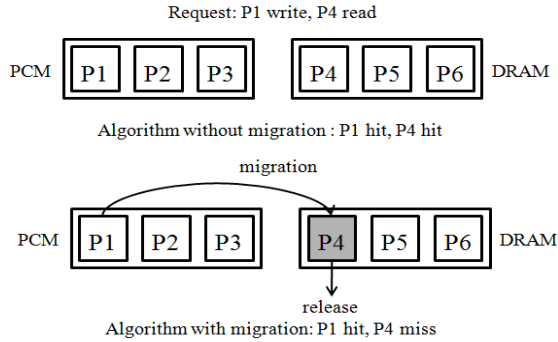 Request: P1 write, P4 read
PCM P1 P2 P3 P4 P5 P6 DRAM
Algorithm without migration : P1 hit, P4 hit
migration
PCM P1 P2 P3 P4 P5 P6 DRAM
release
Algorithm with migration: P1 hit, P4 miss